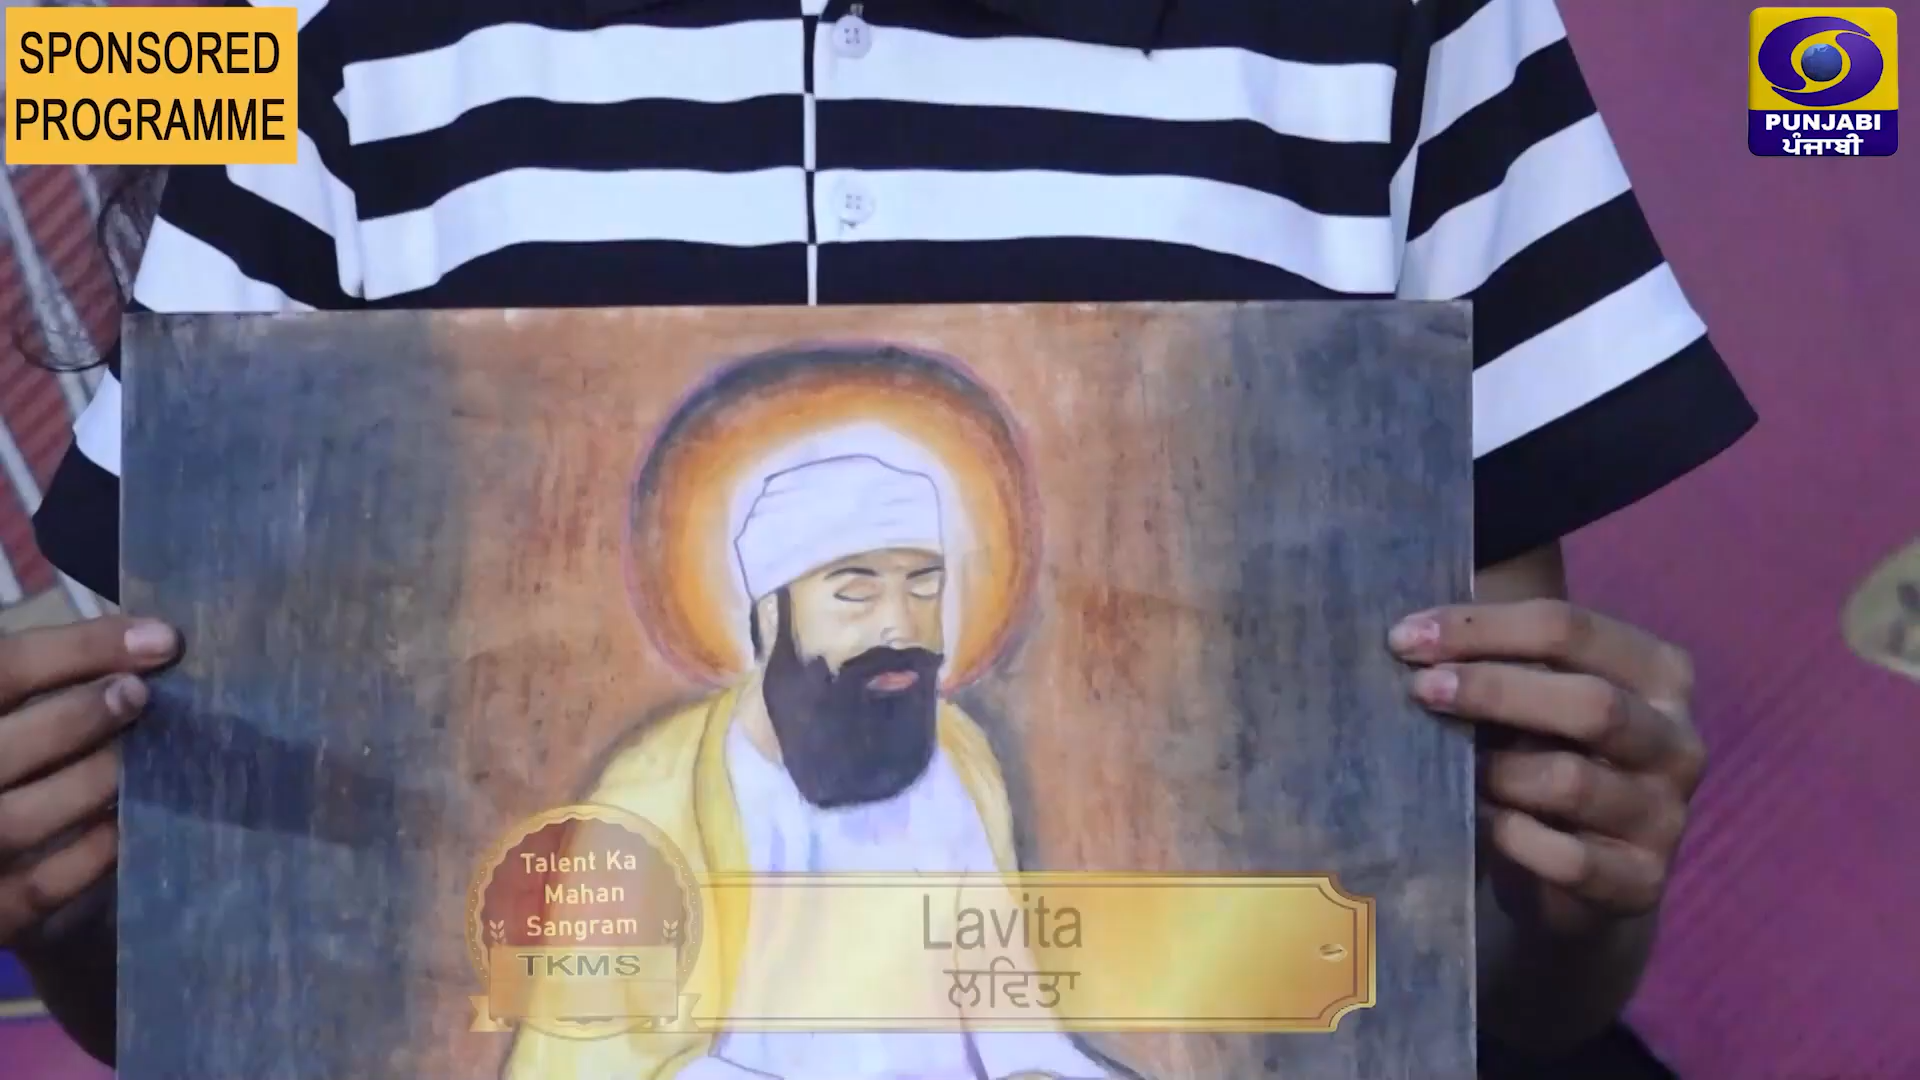 SPONSORED
PROGRAMME
PUNJABI
ਪੰਜਾਬੀ
Talent Ka
Mahan
Sangram
TKMS
Lavita
ਲਵਿਤਾ